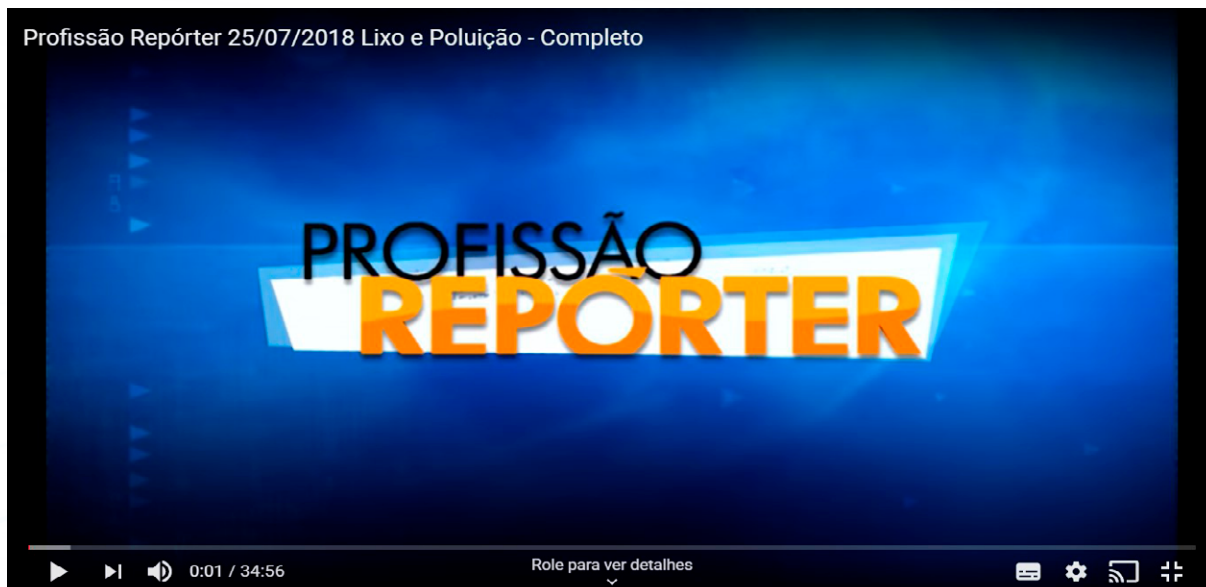 Profissão Repórter 25/07/2018 Lixo e Poluição - Completo
PROFISSÃO
REPÓRTER
0:01 / 34:56
Role para ver detalhes